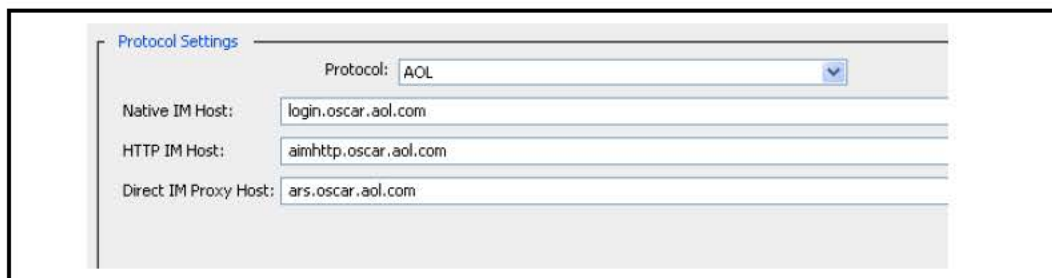 Protocol Settings
Protocol: AOL
Native IM Host: login.oscar.aol.com
HTTP IM Host: aimhttp.oscar.aol.com
Direct IM Proxy Host: ars.oscar.aol.com